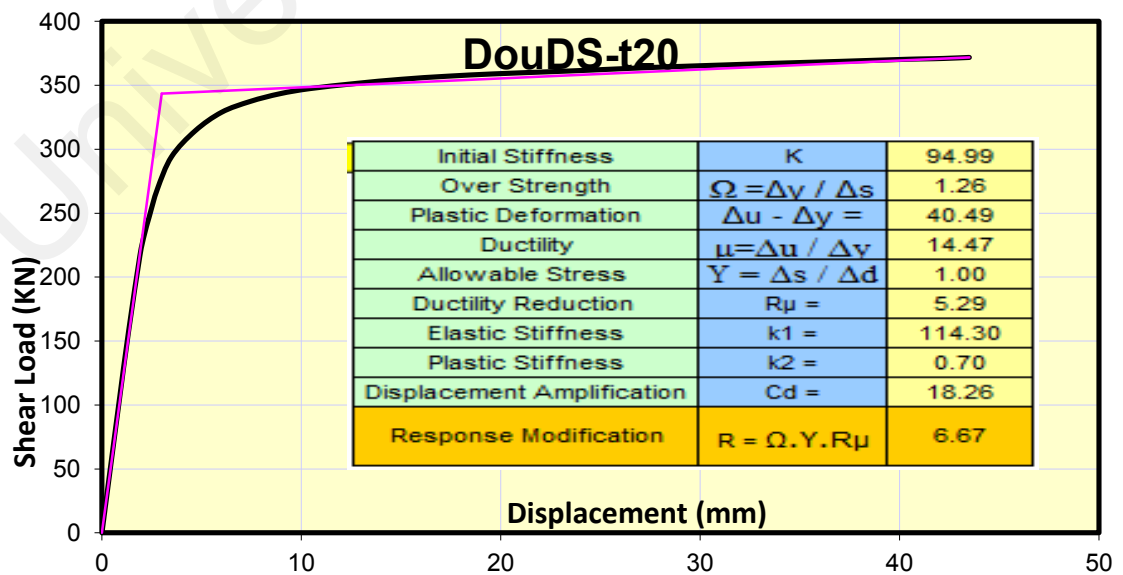 Unive
DouDS-t20
400
350
300
250
200
150
100
50
0
Shear Load (KN)
Initial Stiffness K 94.99
Over Strength Ω =Δy / Δs 1.26
Plastic Deformation Δu - Δy = 40.49
Ductility μ=Δu / Δy 14.47
Allowable Stress Y = Δs / Δd 1.00
Ductility Reduction Rμ = 5.29
Elastic Stiffness k1 = 114.30
Plastic Stiffness k2 = 0.70
Displacement Amplification Cd = 18.26
Response Modification R = Ω.Y.Rμ 6.67
Displacement (mm)
0 10 20 30 40 50